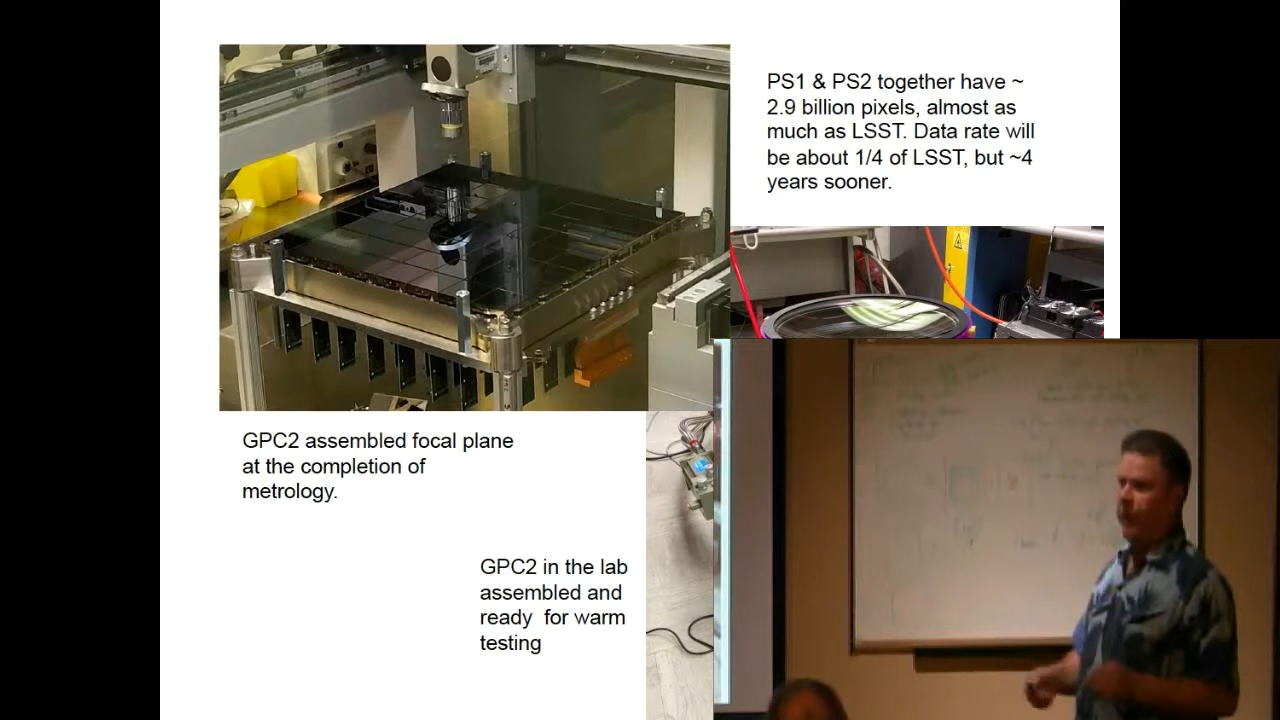 PS1 & PS2 together have ~
2.9 billion pixels, almost as
much as LSST. Data rate will
be about 1/4 of LSST, but ~4
years sooner.
GPC2 assembled focal plane
at the completion of
metrology.
GPC2 in the lab
assembled and
ready for warm
testing